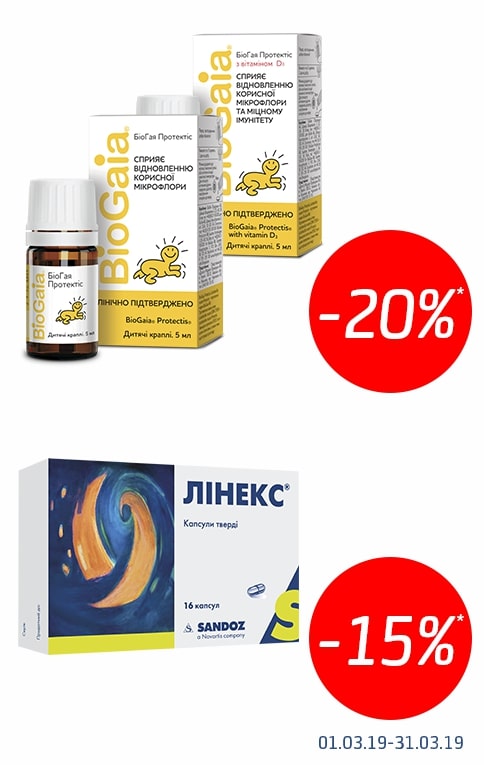 БіоГая Протектіс
з вітаміном D₃
СПРИЯЄ
ВІДНОВЛЕННЮ
КОРИСНОЇ
МІКРОФЛОРИ
ТА МІЦНОМУ
ІМУНІТЕТУ
НО ПІДТВЕРДЖЕНО
BioGaia® Protectis®
with vitamin D₃
Дитячі краплі. 5 мл
BioGaia®
БіоГая Протектіс
СПРИЯЄ
ВІДНОВЛЕННЮ
КОРИСНОЇ
МІКРОФЛОРИ
ЛІНІЧНО ПІДТВЕРДЖЕНО
BioGaia® Protectis®
Дитячі краплі. 5 мл
BioGaia®
БіоГая
Протектіс
Дитячі краплі. 5 мл
BioGaia®
-20%*
ЛІНЕКС®
Капсули тверді
16 капсул
SANDOZ
a Novartis company
S
-15%*
01.03.19-31.03.19